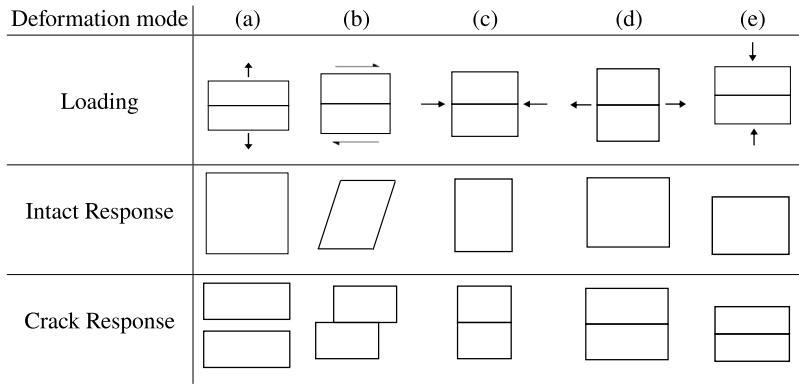 Deformation mode (a) (b) (c) (d) (e)
Loading
Intact Response
Crack Response